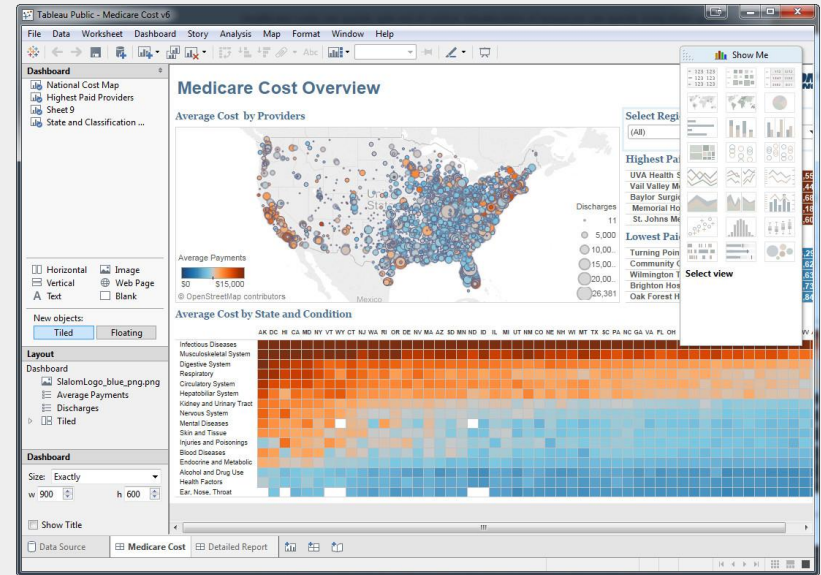 Tableau Public - Medicare Cost v6
File Data Worksheet Dashboard Story Analysis Map Format Window Help
Abc
Show Me
Dashboard
National Cost Map
Highest Paid Providers
Sheet 9
State and Classification ...
Medicare Cost Overview
Average Cost by Providers
Select Regi
(All)
Highest Pai
UVA Health S
Vail Valley M
Baylor Surgi
Memorial Ho
St. Johns Me
Lowest Paid
Turning Poin
Community C
Wilmington T
Brighton Hos
Oak Forest H
Select view
Discharges
11
5,000
10,00..
15,00..
20,00..
26,381
Average Payments
$0 $15,000
© OpenStreetMap contributors
Mexico
Horizontal Image
Vertical Web Page
A Text Blank
New objects:
Tiled Floating
Layout
Dashboard
SlalomLogo_blue_png.png
Average Payments
Discharges
Tiled
Dashboard
Size: Exactly
w 900 h 600
Show Title
Average Cost by State and Condition
AK DC HI CA MD NY VT WY CT NJ WA RI OR DE NV MA AZ SD MN ND ID IL MI UT NM CO NE NH WI MT TX SC PA NC GA VA FL OH
Infectious Diseases
Musculoskeletal System
Digestive System
Respiratory
Circulatory System
Hepatobiliar System
Kidney and Urinary Tract
Nervous System
Mental Diseases
Skin and Tissue
Injuries and Poisonings
Blood Diseases
Endocrine and Metabolic
Alcohol and Drug Use
Health Factors
Ear, Nose, Throat
Data Source Medicare Cost Detailed Report